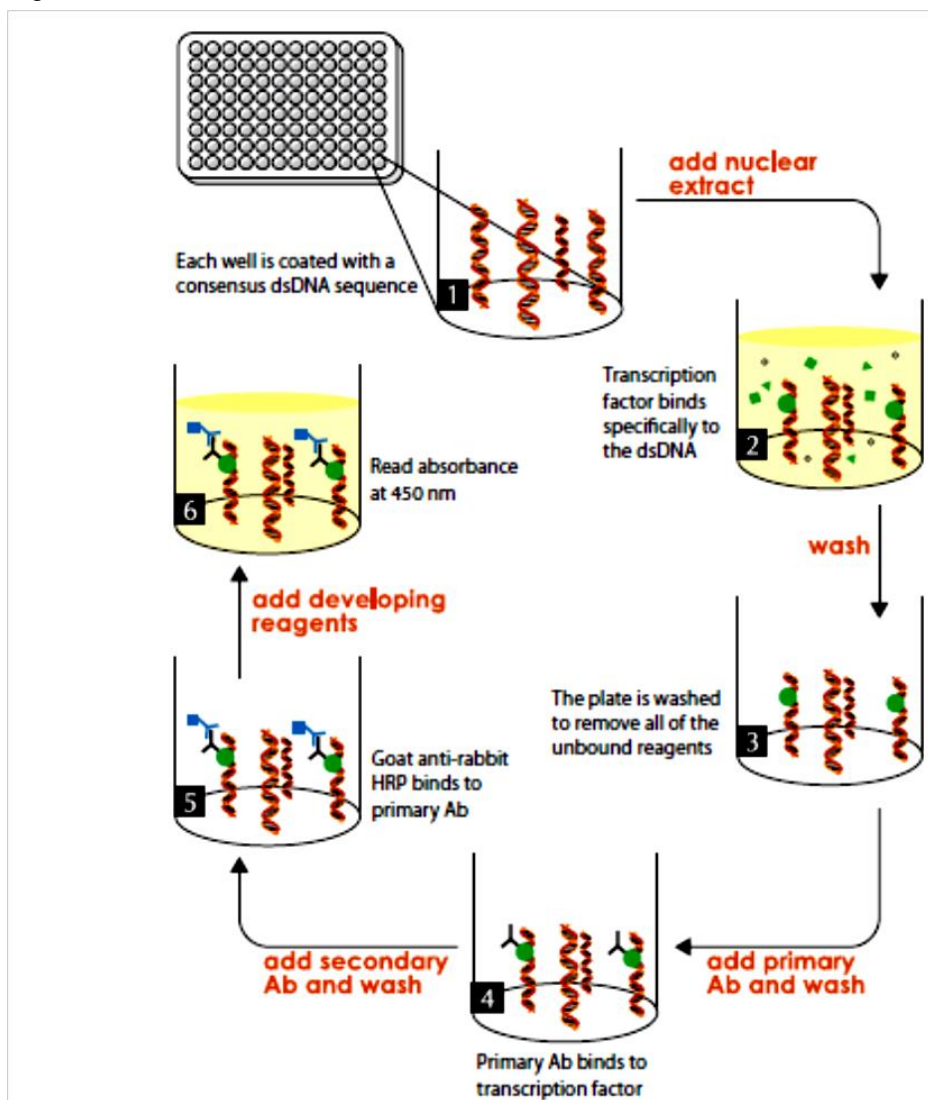 Each well is coated with a
consensus dsDNA sequence
1
add nuclear
extract
Transcription
factor binds
specifically to
the dsDNA
2
wash
The plate is washed
to remove all of the
unbound reagents
3
add primary
Ab and wash
4
Primary Ab binds to
transcription factor
add secondary
Ab and wash
5
Goat anti-rabbit
HRP binds to
primary Ab
add developing
reagents
6
Read absorbance
at 450 nm